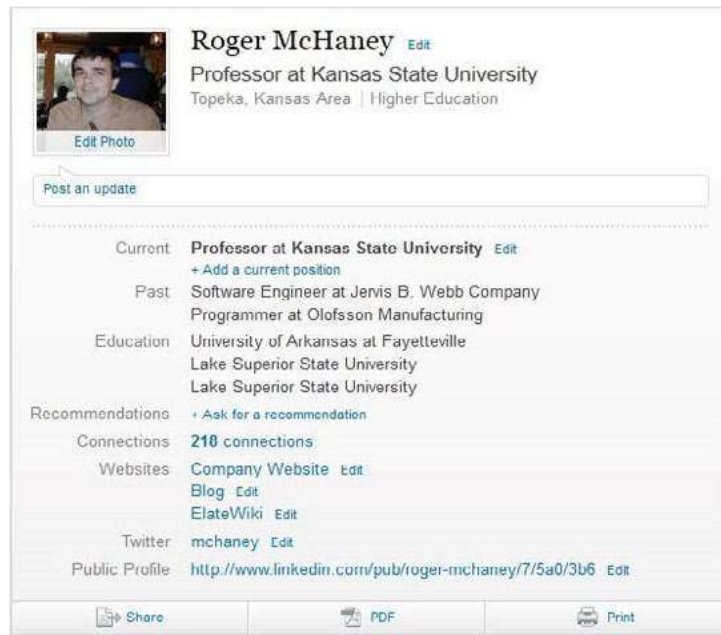 Roger McHaney Edit
Professor at Kansas State University
Topeka, Kansas Area | Higher Education
Edit Photo
Post an update
Current Professor at Kansas State University Edit
+ Add a current position
Past Software Engineer at Jervis B. Webb Company
Programmer at Olofsson Manufacturing
Education University of Arkansas at Fayetteville
Lake Superior State University
Lake Superior State University
Recommendations + Ask for a recommendation
Connections 218 connections
Websites Company Website Edit
Blog Edit
ElateWiki Edit
Twitter mchaney Edit
Public Profile http://www.linkedin.com/pub/roger-mchaney/7/5a0/3b6 Edit
Share PDF Print